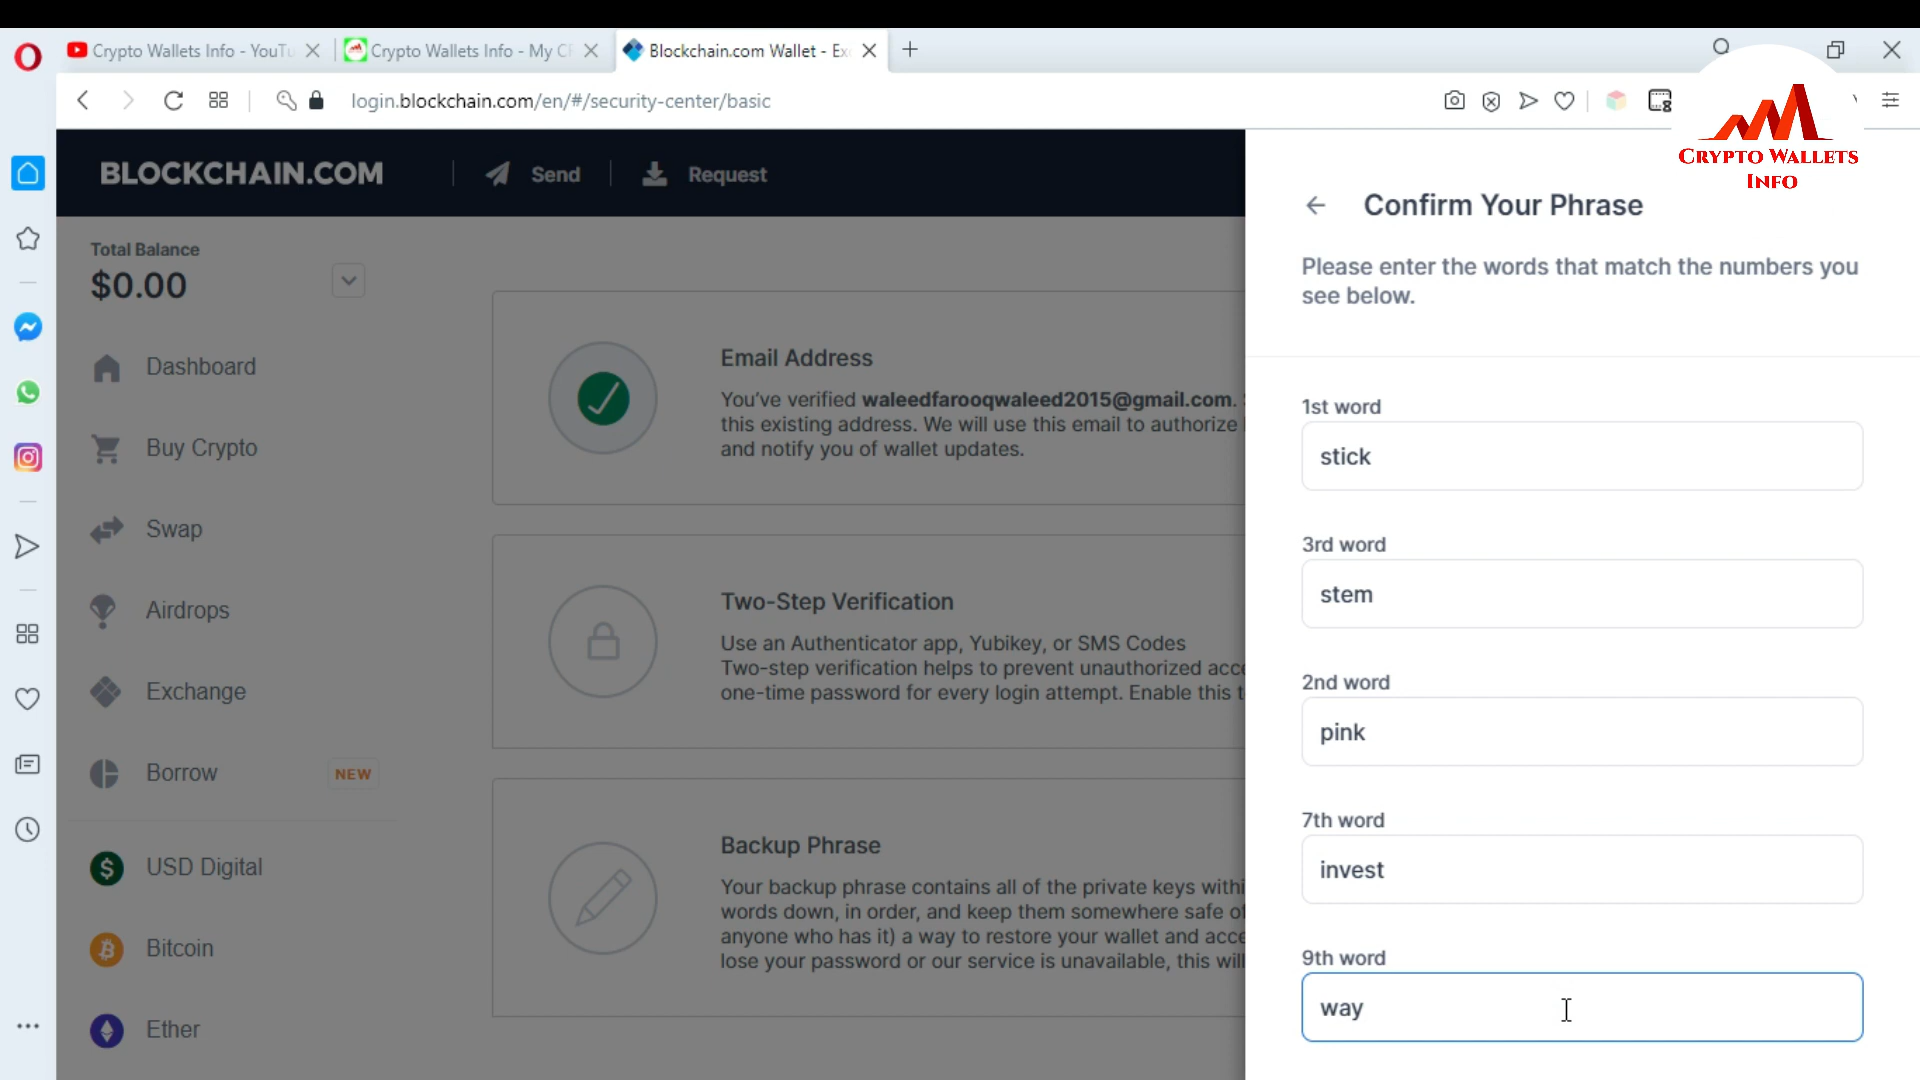 Crypto Wallets Info - YouTu
Crypto Wallets Info - My C
Blockchain.com Wallet - Ex
login.blockchain.com/en/#/security-center/basic
CRYPTO WALLETS
INFO
BLOCKCHAIN.COM
Send
Request
Total Balance
$0.00
Dashboard
Buy Crypto
Swap
Airdrops
Exchange
Borrow
NEW
USD Digital
Bitcoin
Ether
Email Address
You've verified waleedfarooqwaleed2015@gmail.com.
this existing address. We will use this email to authorize
and notify you of wallet updates.
Two-Step Verification
Use an Authenticator app, Yubikey, or SMS Codes
Two-step verification helps to prevent unauthorized acce
one-time password for every login attempt. Enable this t
Backup Phrase
Your backup phrase contains all of the private keys withi
words down, in order, and keep them somewhere safe of
anyone who has it) a way to restore your wallet and acce
lose your password or our service is unavailable, this will
Confirm Your Phrase
Please enter the words that match the numbers you
see below.
1st word
stick
3rd word
stem
2nd word
pink
7th word
invest
9th word
way